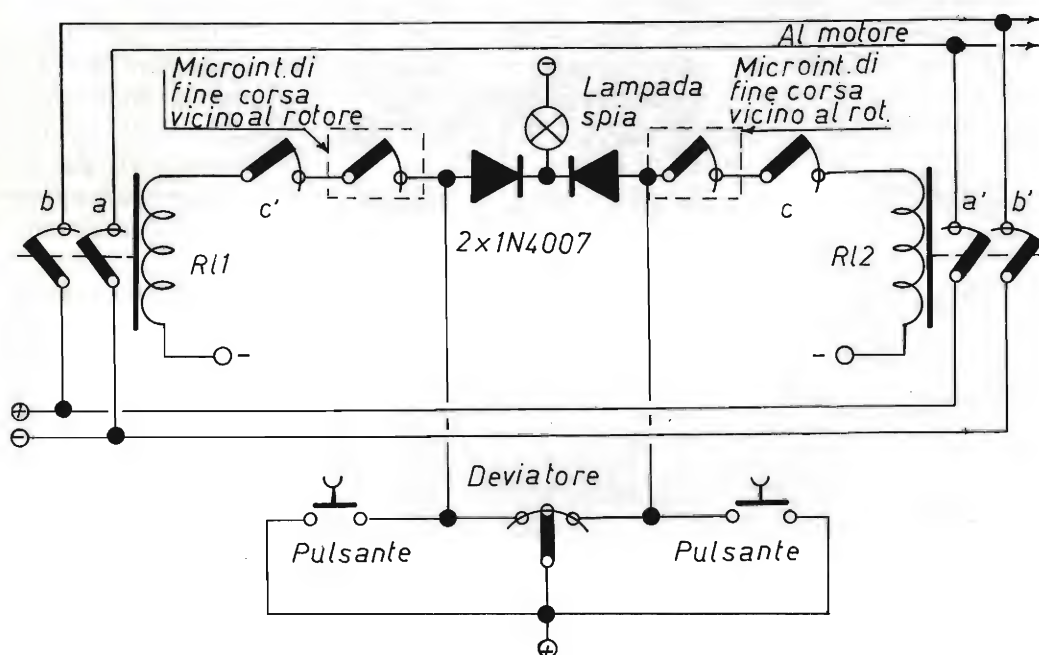 Al motore
Microint. di
fine corsa
vicino al rotore
Lampada
spia
Microint. di
fine corsa
vicino al rot.
b
a
c'
c
a'
b'
Rl1
2x1N4007
Rl2
-
-
+
-
Deviatore
Pulsante
Pulsante
+